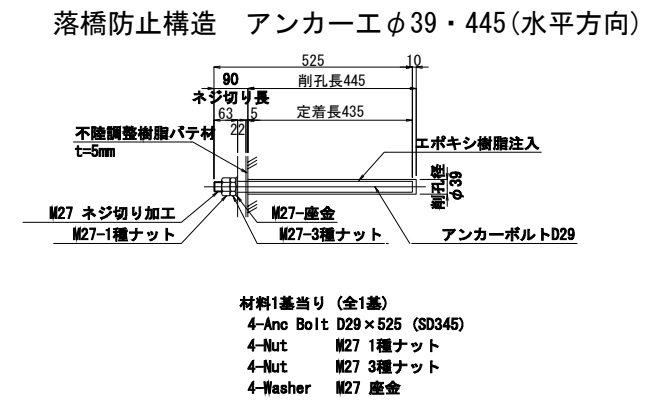 落橋防止構造　アンカー工φ39・445(水平方向)
525
10
90
削孔長445
ネジ切り長
63
5
定着長435
22
不陸調整樹脂パテ材
t=5mm
エポキシ樹脂注入
削孔径
φ39
M27 ネジ切り加工
M27-座金
M27-1種ナット
M27-3種ナット
アンカーボルトD29
材料1基当り (全1基)
4-Anc Bolt D29×525 (SD345)
4-Nut M27 1種ナット
4-Nut M27 3種ナット
4-Washer M27 座金